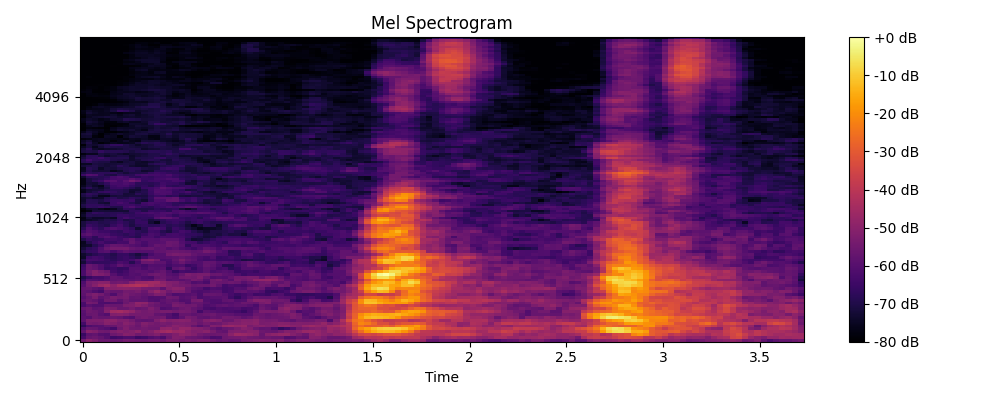 Mel Spectrogram
Hz
4096
2048
1024
512
0
0
0.5
1
1.5
2
2.5
3
3.5
Time
+0 dB
-10 dB
-20 dB
-30 dB
-40 dB
-50 dB
-60 dB
-70 dB
-80 dB